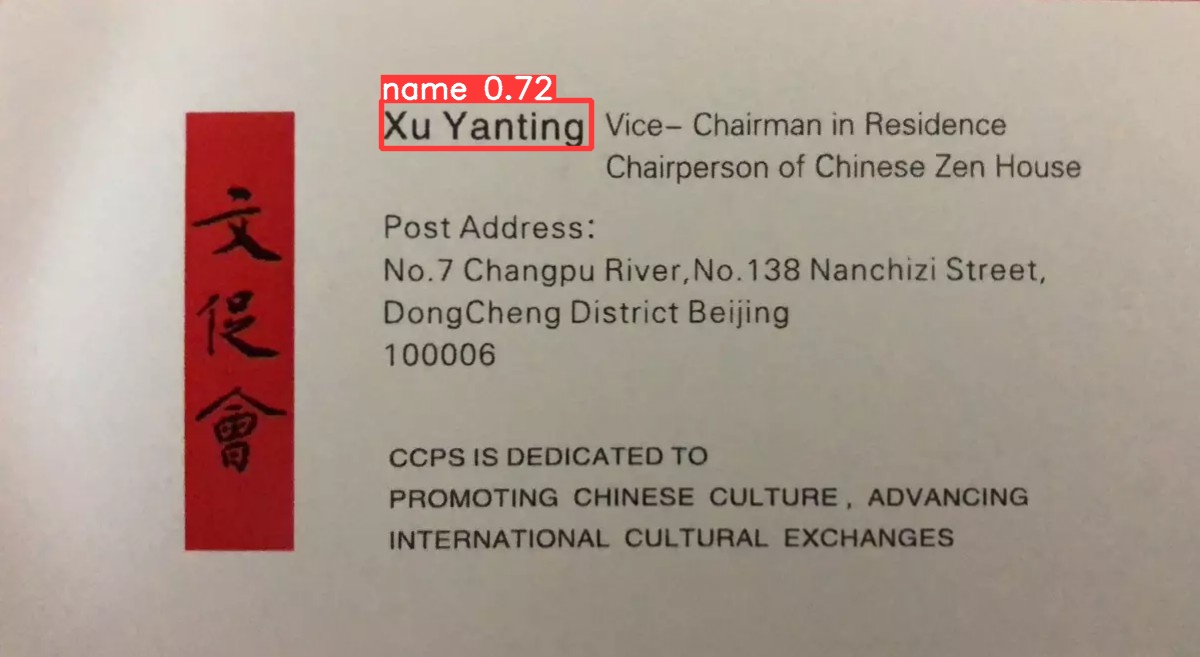 name 0.72
Xu Yanting Vice- Chairman in Residence
Chairperson of Chinese Zen House
Post Address:
No.7 Changpu River,No.138 Nanchizi Street,
DongCheng District Beijing
100006
文促會
CCPS IS DEDICATED TO
PROMOTING CHINESE CULTURE, ADVANCING
INTERNATIONAL CULTURAL EXCHANGES